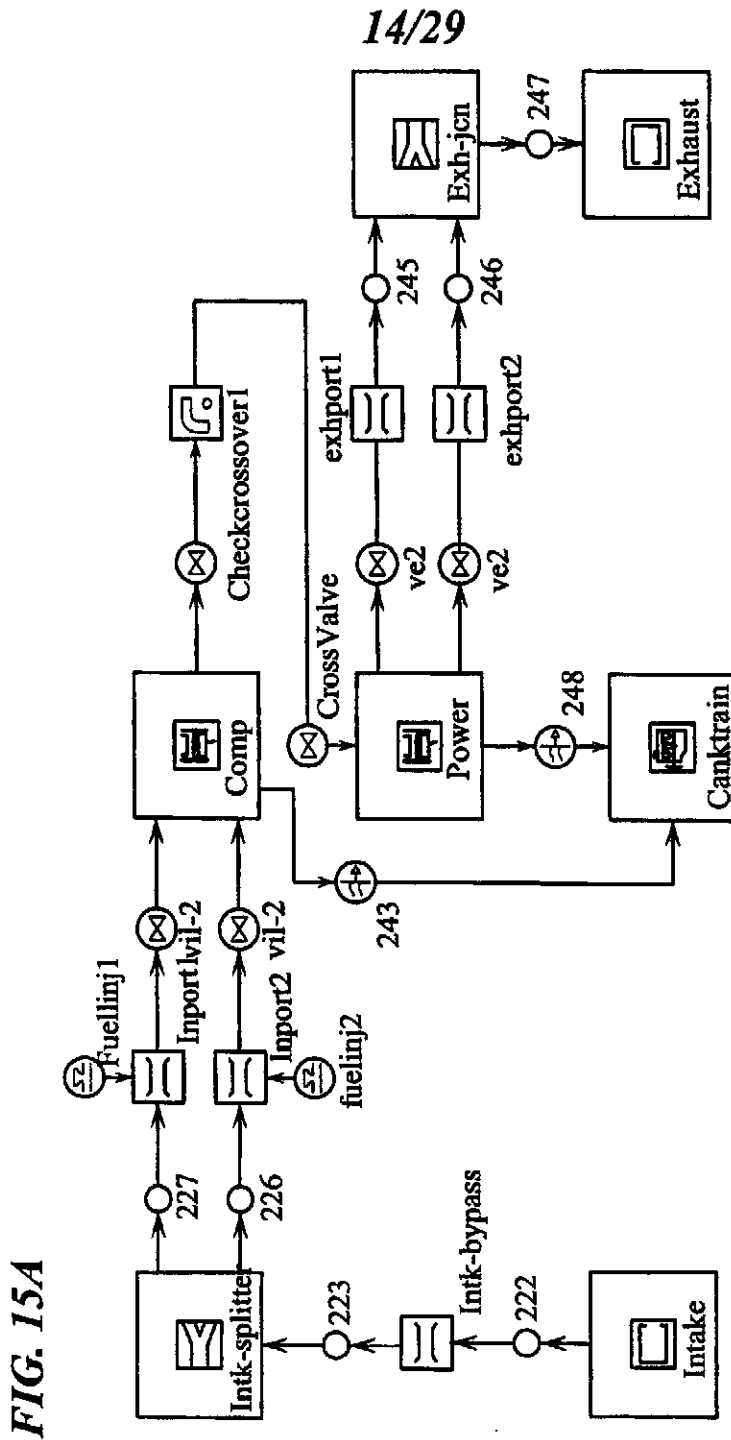 FIG. 15A
14/29
Fuellinj1
227
Inport1
vil-2
226
Inport2
vil-2
fuelinj2
Intk-splitter
223
Intk-bypass
222
Intake
Comp
Checkcrossover1
CrossValve
243
Power
248
Canktrain
ve2
exhport1
245
ve2
exhport2
246
Exh-jcn
247
Exhaust